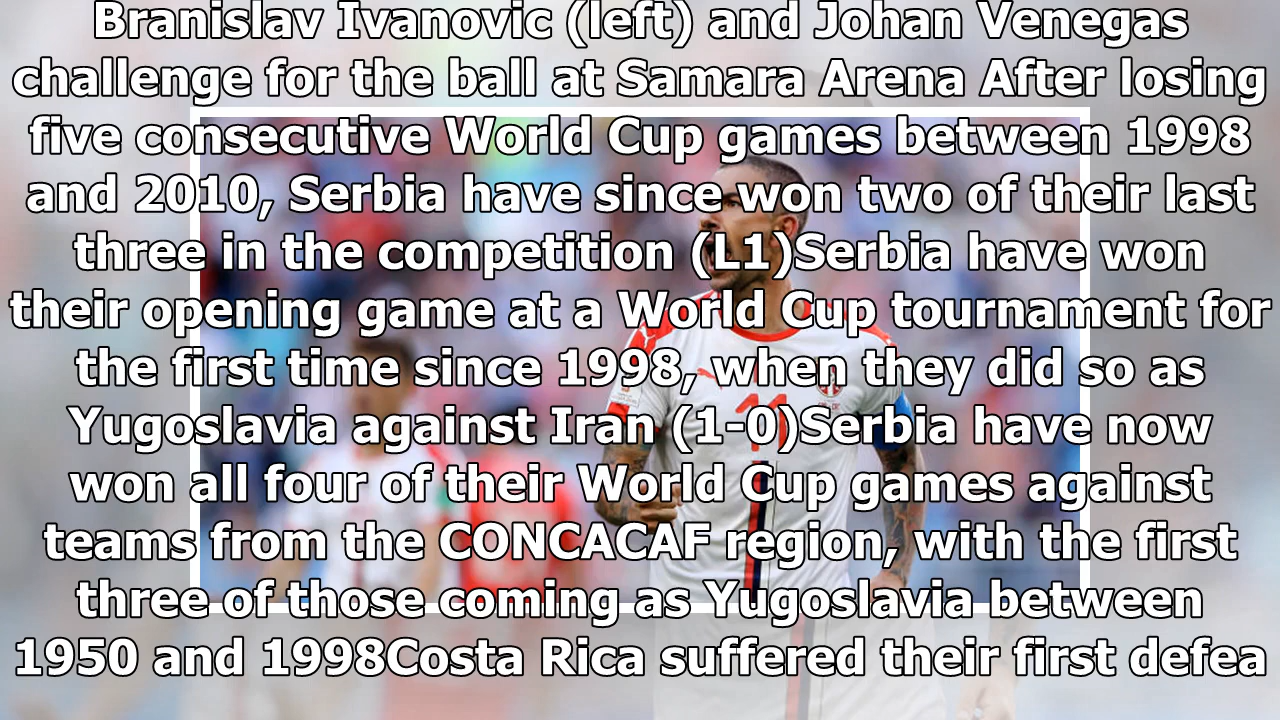 Branislav Ivanovic (left) and Johan Venegas
challenge for the ball at Samara Arena After losing
five consecutive World Cup games between 1998
and 2010, Serbia have since won two of their last
three in the competition (L1)Serbia have won
their opening game at a World Cup tournament for
the first time since 1998, when they did so as
Yugoslavia against Iran (1-0)Serbia have now
won all four of their World Cup games against
teams from the CONCACAF region, with the first
three of those coming as Yugoslavia between
1950 and 1998Costa Rica suffered their first defea
11